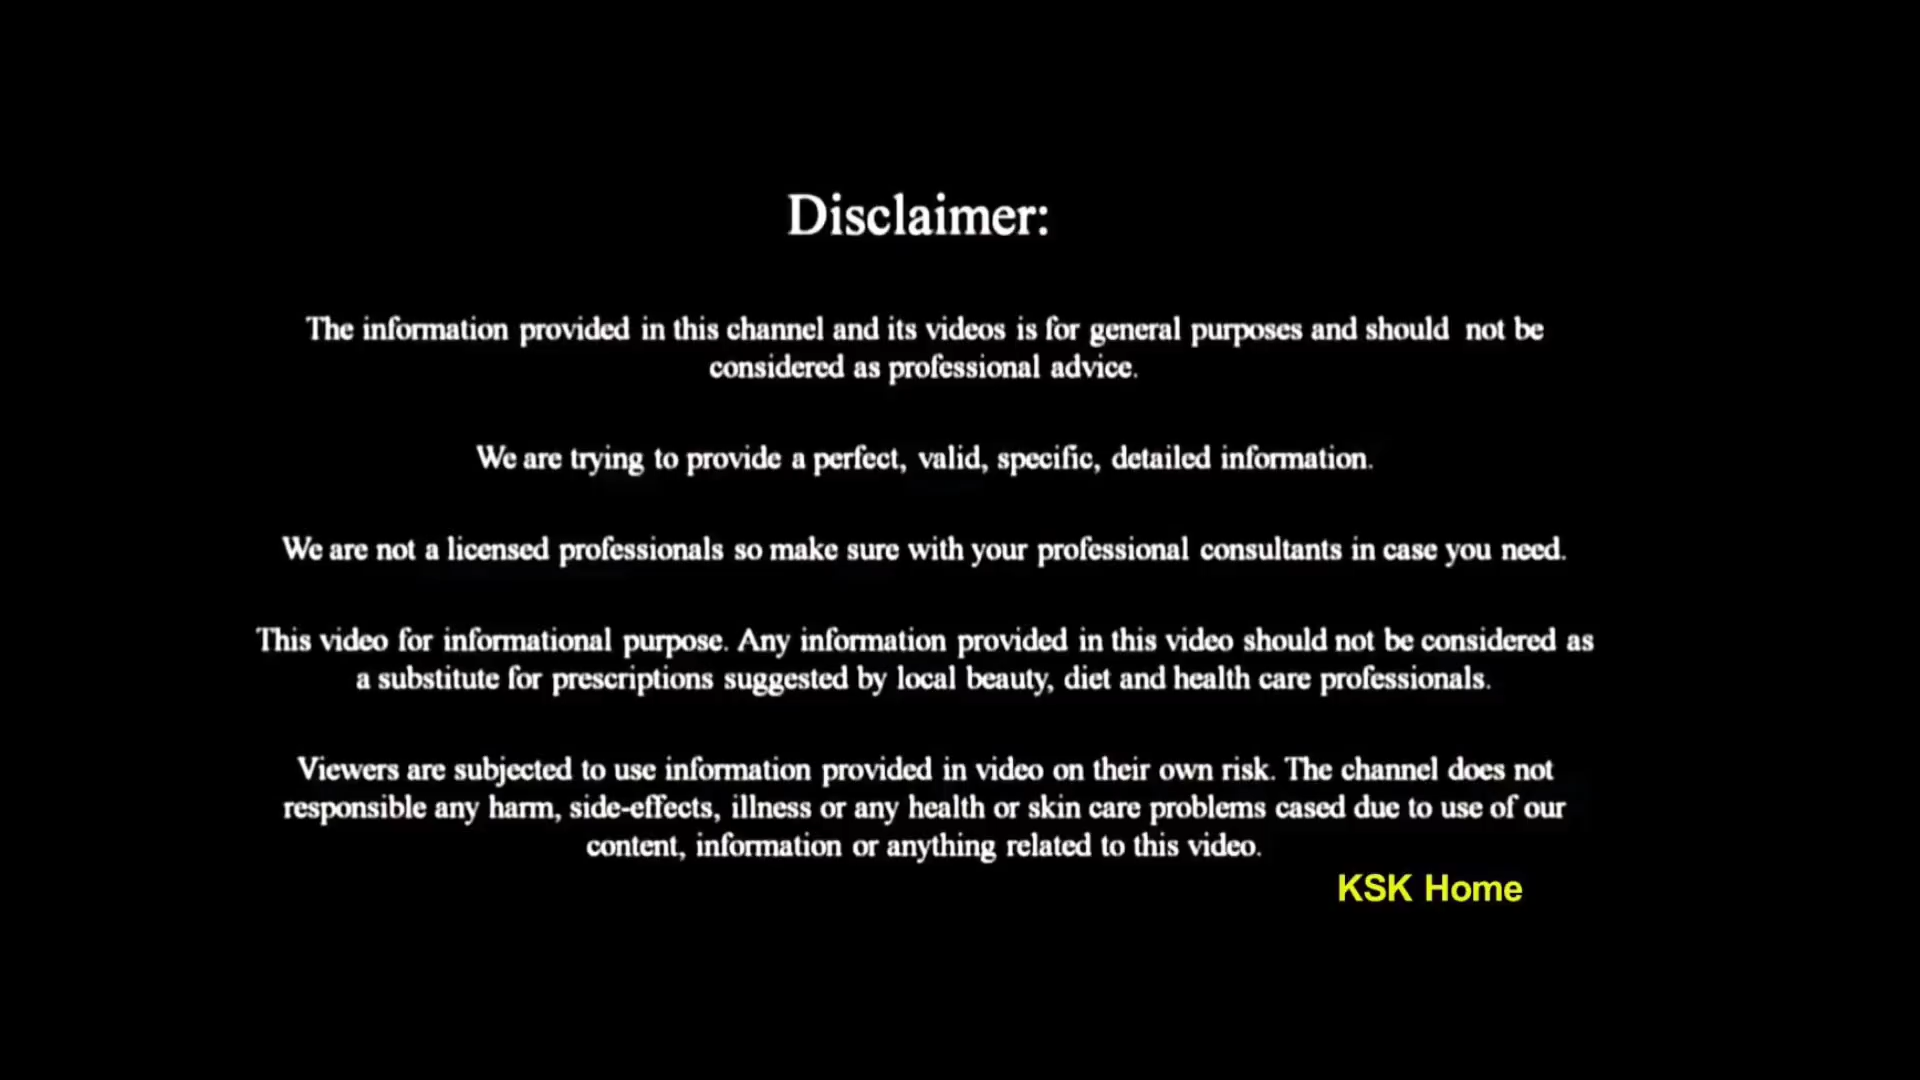 Disclaimer:
The information provided in this channel and its videos is for general purposes and should not be
considered as professional advice.
We are trying to provide a perfect, valid, specific, detailed information.
We are not a licensed professionals so make sure with your professional consultants in case you need.
This video for informational purpose. Any information provided in this video should not be considered as
a substitute for prescriptions suggested by local beauty, diet and health care professionals.
Viewers are subjected to use information provided in video on their own risk. The channel does not
responsible any harm, side-effects, illness or any health or skin care problems cased due to use of our
content, information or anything related to this video.
KSK Home